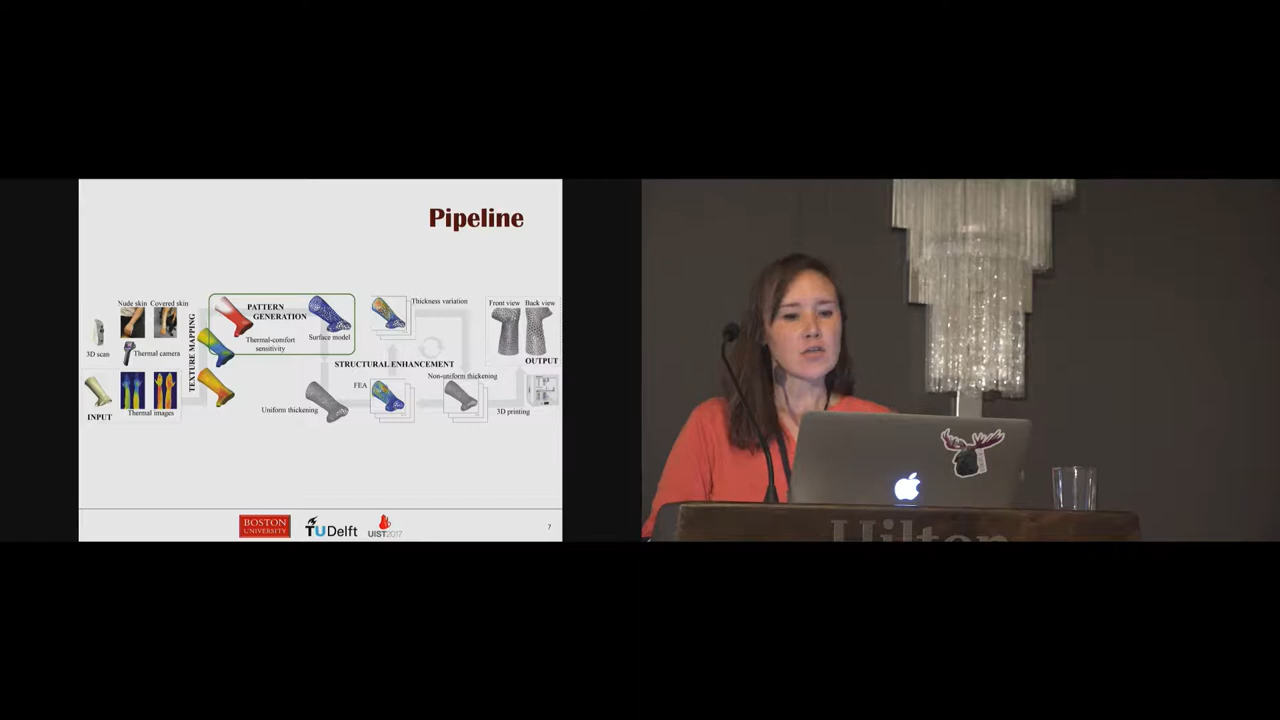 Pipeline
Nude skin Covered skin
3D scan
Thermal camera
INPUT
Thermal images
TEXTURE MAPPING
PATTERN
GENERATION
Thermal-comfort
sensitivity
Surface model
Thickness variation
STRUCTURAL ENHANCEMENT
Uniform thickening
FEA
Non-uniform thickening
Front view Back view
OUTPUT
3D printing
BOSTON
UNIVERSITY
TUDelft
UIST2017
7
Hilton